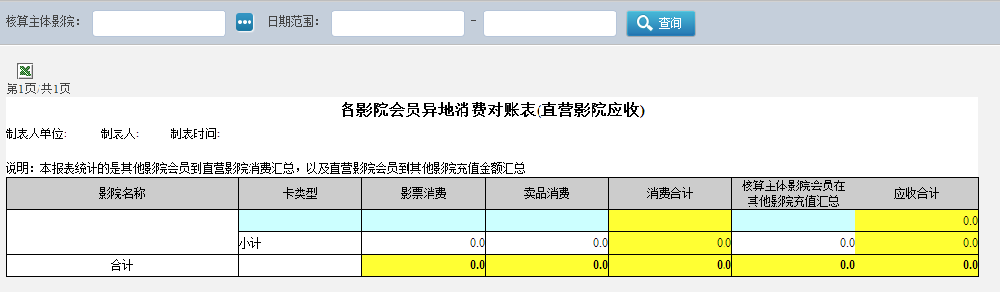 核算主体影院： 日期范围： - 查询
第1页/共1页
各影院会员异地消费对账表(直营影院应收)
制表人单位: 制表人: 制表时间:
说明：本报表统计的是其他影院会员到直营影院消费汇总，以及直营影院会员到其他影院充值金额汇总
影院名称 卡类型 影票消费 卖品消费 消费合计 核算主体影院会员在 应收合计
其他影院充值汇总
0.0
小计 0.0 0.0 0.0 0.0 0.0
合计 0.0 0.0 0.0 0.0 0.0